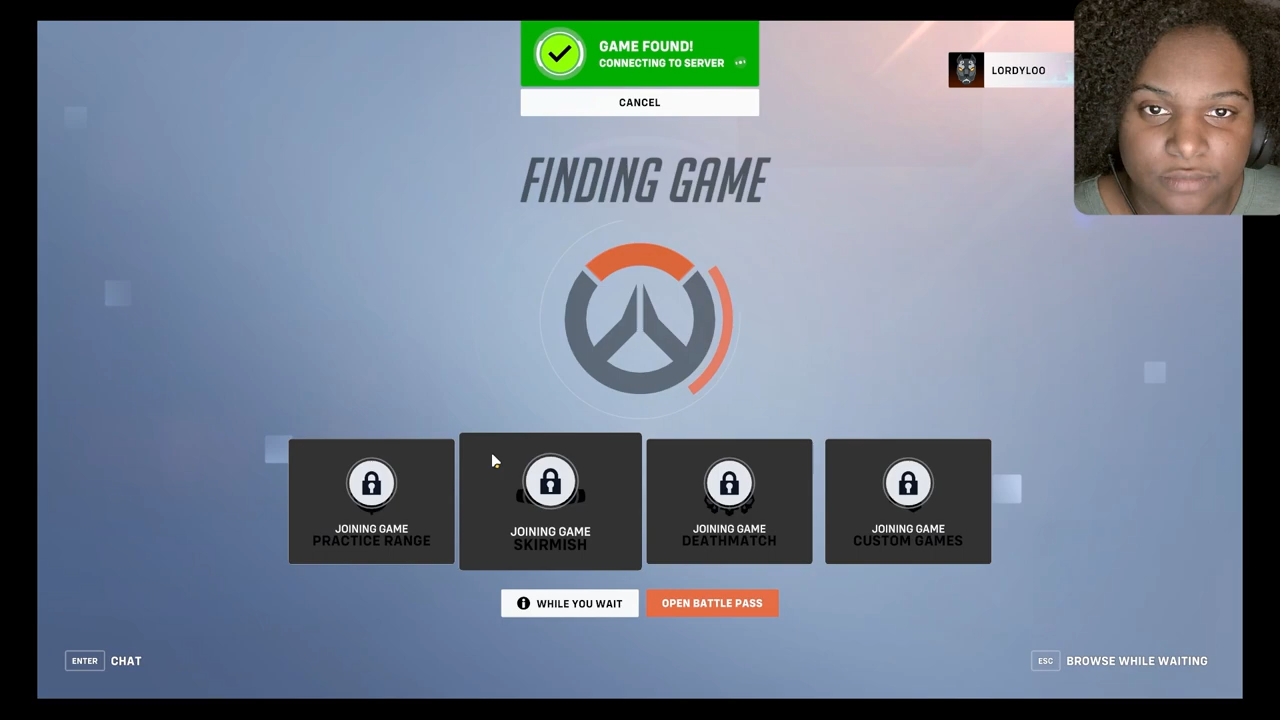 GAME FOUND!
CONNECTING TO SERVER
CANCEL
LORDYLOO
FINDING GAME
JOINING GAME
PRACTICE RANGE
JOINING GAME
SKIRMISH
JOINING GAME
DEATHMATCH
JOINING GAME
CUSTOM GAMES
WHILE YOU WAIT
OPEN BATTLE PASS
ENTER CHAT
ESC BROWSE WHILE WAITING